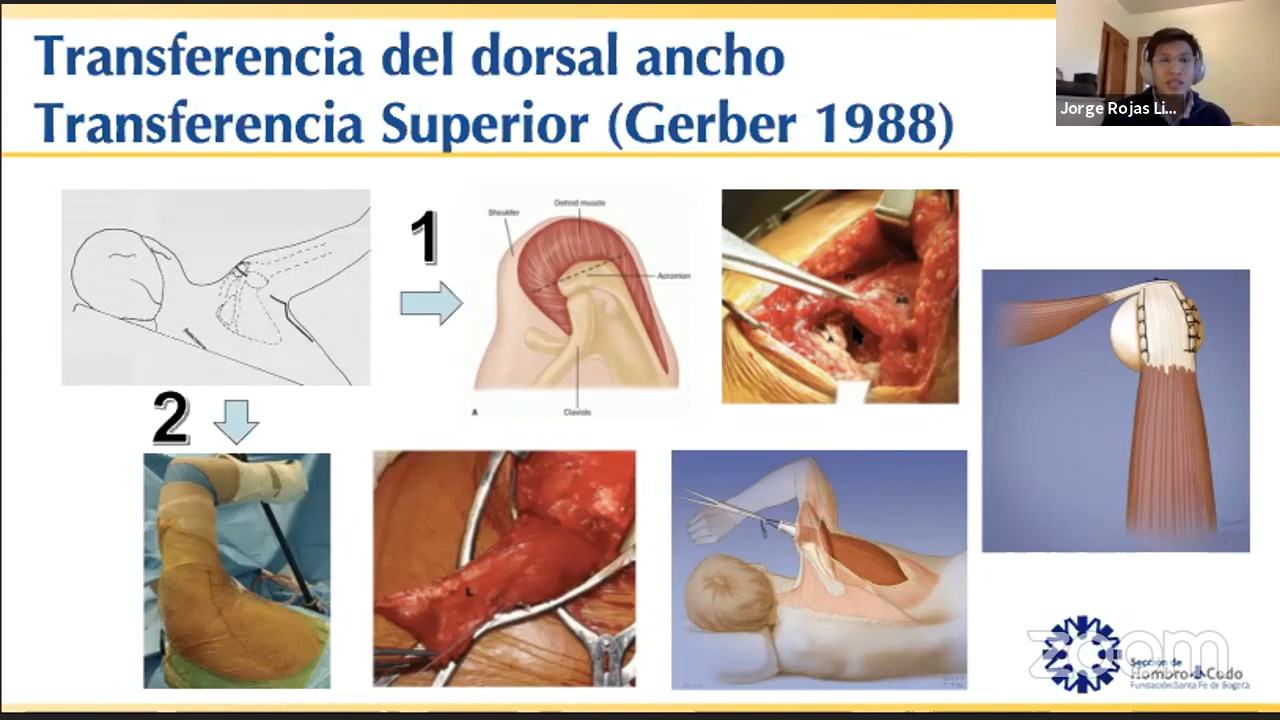 Transferencia del dorsal ancho
Transferencia Superior (Gerber 1988)
Jorge Rojas Li...
1
Shoulder
Deltoid muscle
Acromion
Clavicle
A
2
L
zoom
Sección de
Hombro & Codo
Fundación Santa Fe de Bogotá